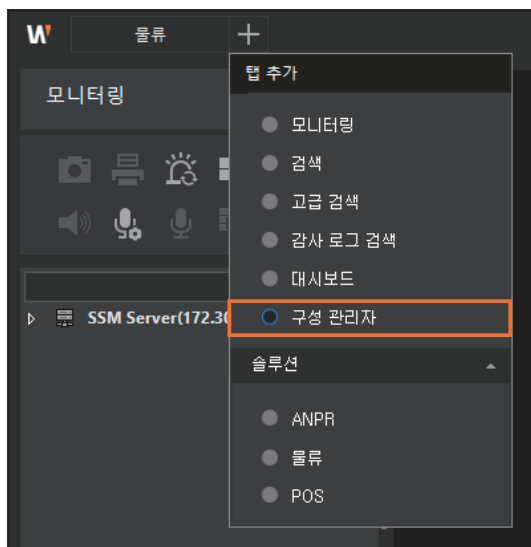 물류
탭 추가
모니터링
모니터링
검색
고급 검색
감사 로그 검색
대시보드
SSM Server(172.30
구성 관리자
솔루션
ANPR
물류
POS